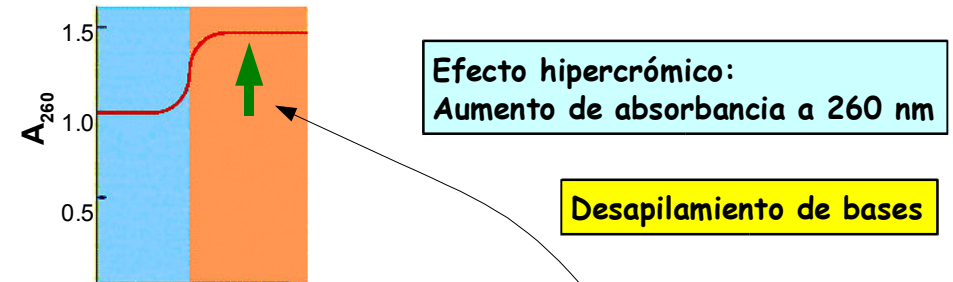 1.5
1.0
0.5
A260
Efecto hipercrómico:
Aumento de absorbancia a 260 nm
Desapilamiento de bases